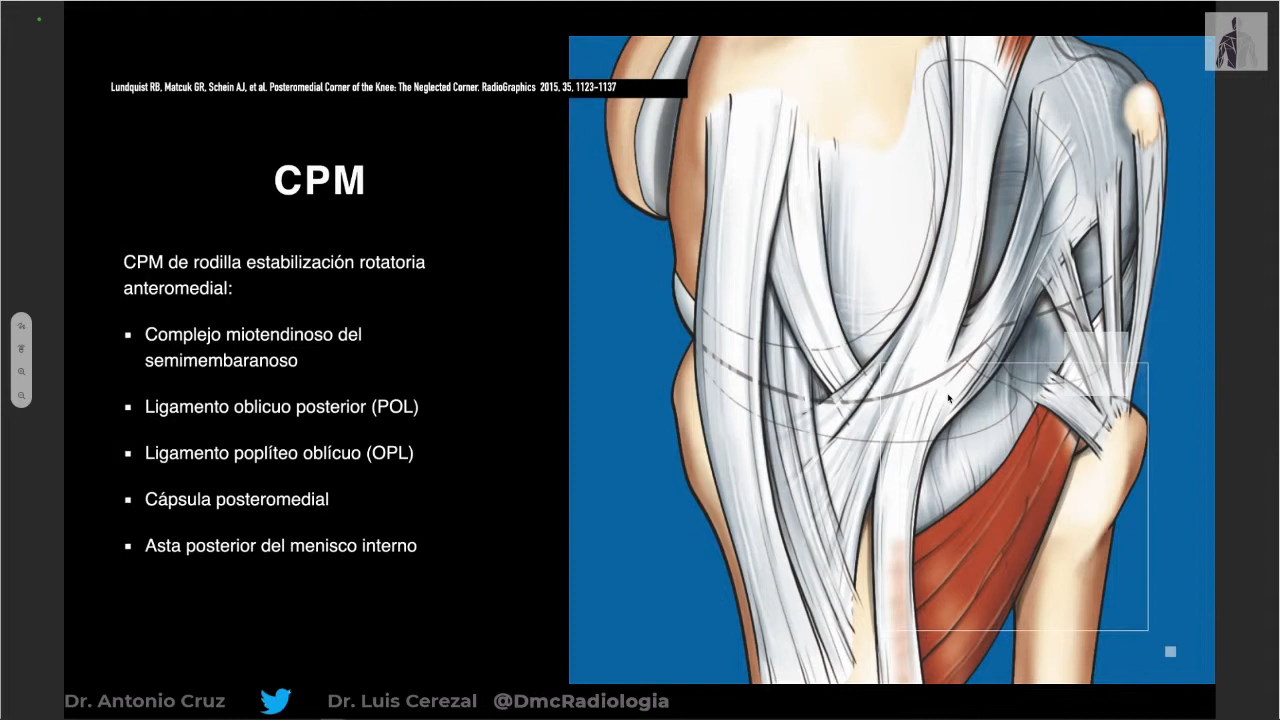 Lundquist RB, Matcuk GR, Schein AJ, et al. Posteromedial Corner of the Knee: The Neglected Corner. RadioGraphics 2015, 35, 1123-1137
CPM
CPM de rodilla estabilización rotatoria
anteromedial:
▪ Complejo miotendinoso del
semimembaranoso
▪ Ligamento oblicuo posterior (POL)
▪ Ligamento poplíteo oblícuo (OPL)
▪ Cápsula posteromedial
▪ Asta posterior del menisco interno
Dr. Antonio Cruz Dr. Luis Cerezal @DmcRadiologia